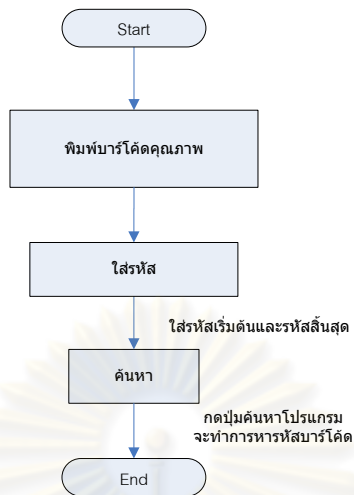 Start
พิมพ์บาร์โค้ดคุณภาพ
ใส่รหัส
ใส่รหัสเริ่มต้นและรหัสสิ้นสุด
ค้นหา
กดปุ่มค้นหาโปรแกรม
จะทำการหารหัสบาร์โค้ด
End